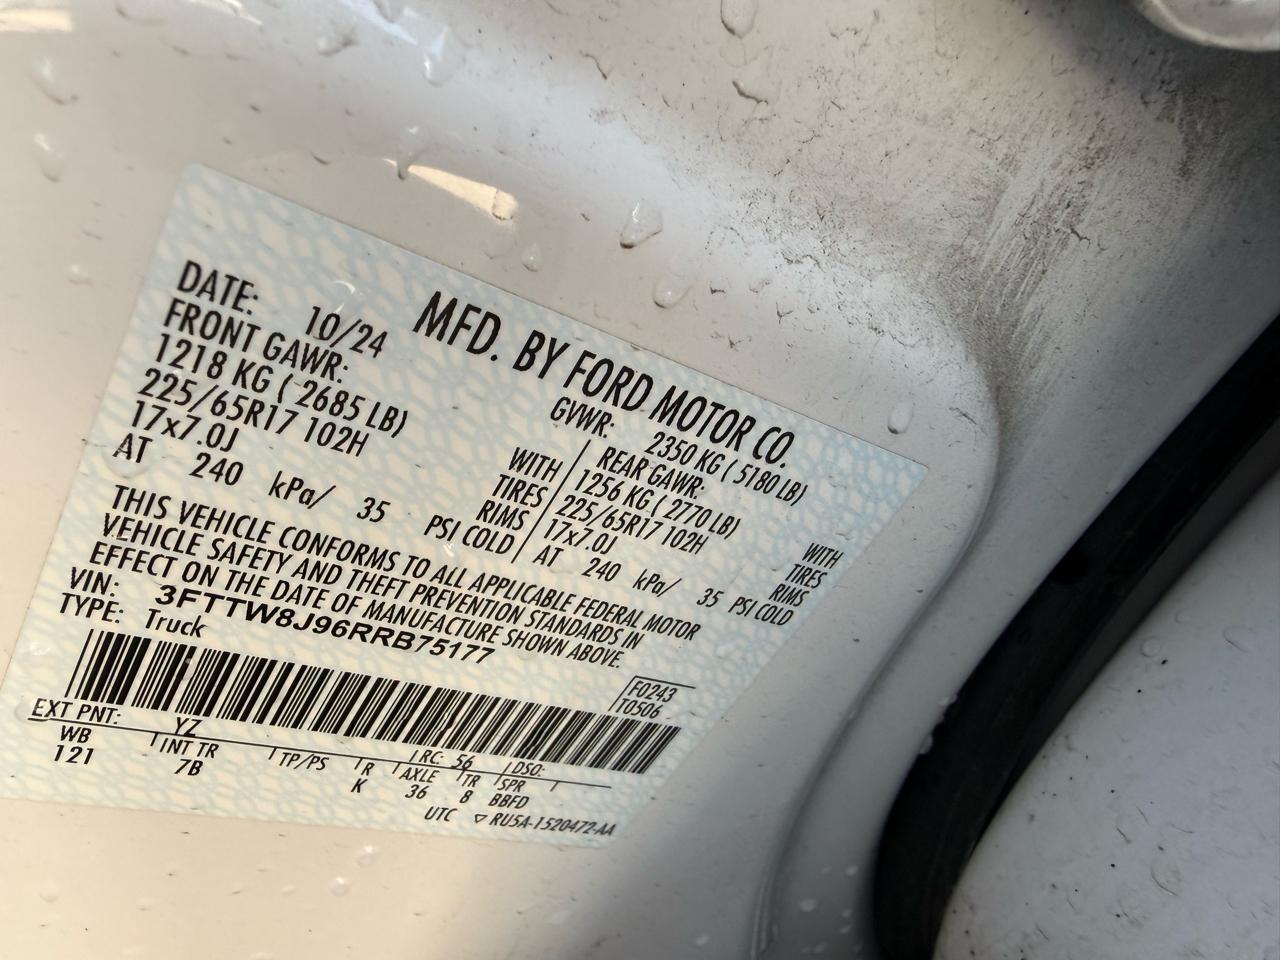 MFD. BY FORD MOTOR CO.
DATE: 10/24
GVWR: 2350 KG ( 5180 LB)
FRONT GAWR:
1218 KG ( 2685 LB)
225/65R17 102H
17x7.0J
AT 240 kPa/ 35 PSI COLD
WITH
TIRES
RIMS
REAR GAWR:
1256 KG ( 2770 LB)
225/65R17 102H
17x7.0J
AT 240 kPa/ 35 PSI COLD
WITH
TIRES
RIMS
THIS VEHICLE CONFORMS TO ALL APPLICABLE FEDERAL MOTOR
VEHICLE SAFETY AND THEFT PREVENTION STANDARDS IN
EFFECT ON THE DATE OF MANUFACTURE SHOWN ABOVE.
VIN: 3FTTW8J96RRB75177
TYPE: Truck
F0243
T0506
EXT PNT: YZ RC: 56 DSO:
WB INT TR TP/PS R AXLE TR SPR
121 7B K 36 8 BBFD
UTC ▽ RU5A-1520472-AA